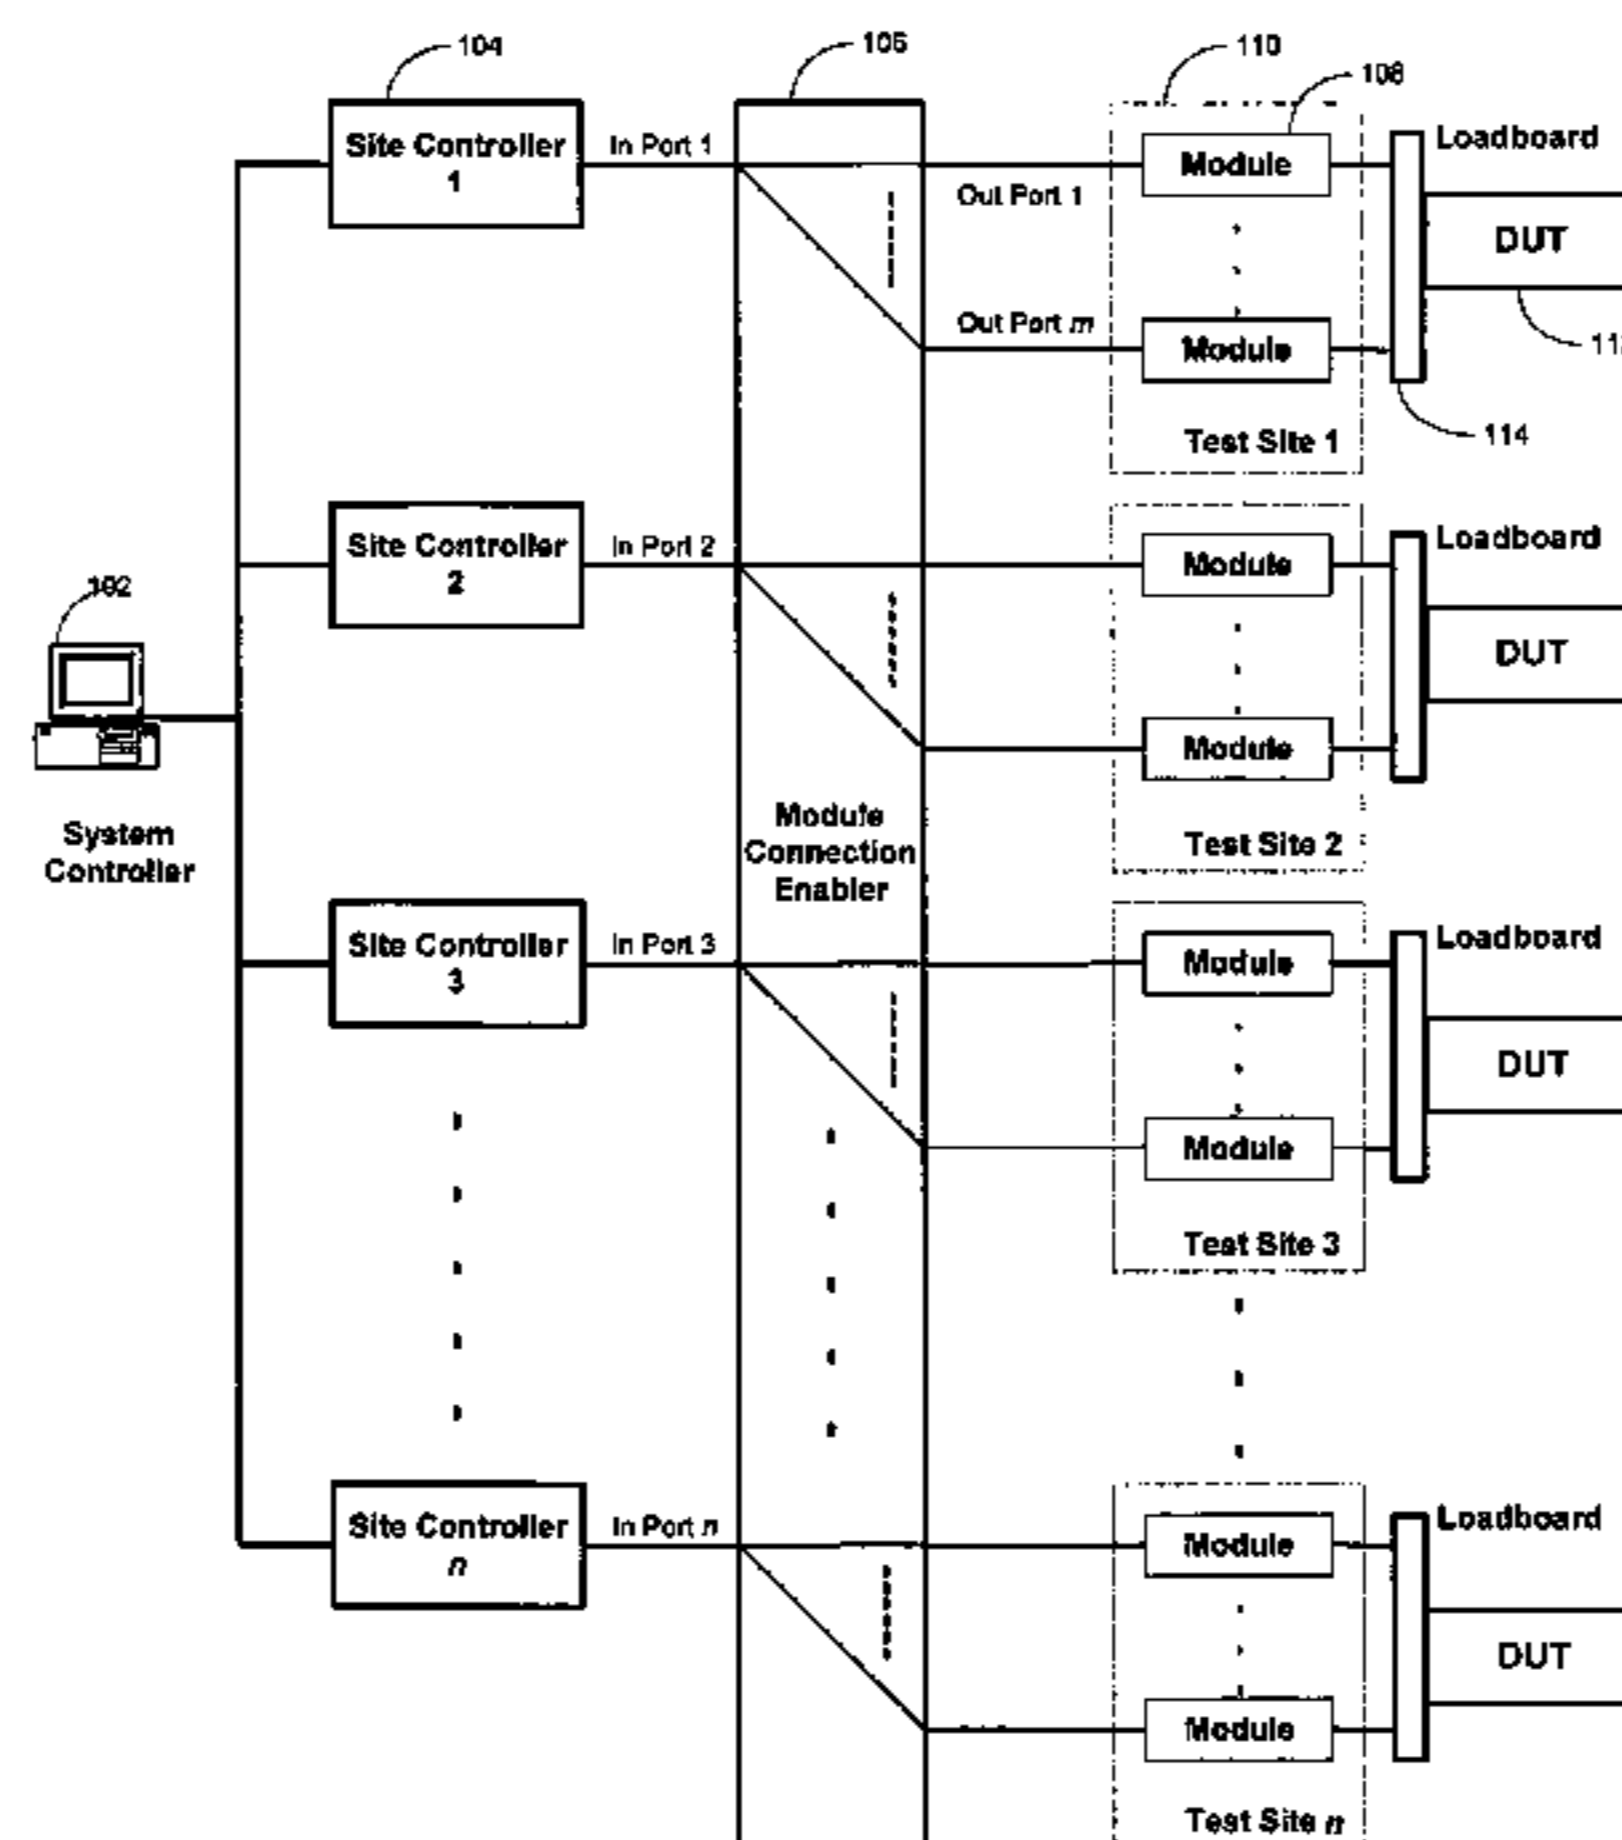 104
106
110
108
Site Controller
1
In Port 1
Out Port 1
Out Port m
Module
Module
Test Site 1
Loadboard
DUT
114
Site Controller
2
In Port 2
Module
Module
Test Site 2
Loadboard
DUT
102
System
Controller
Module
Connection
Enabler
Site Controller
3
In Port 3
Module
Module
Test Site 3
Loadboard
DUT
Site Controller
n
In Port n
Module
Module
Test Site n
Loadboard
DUT